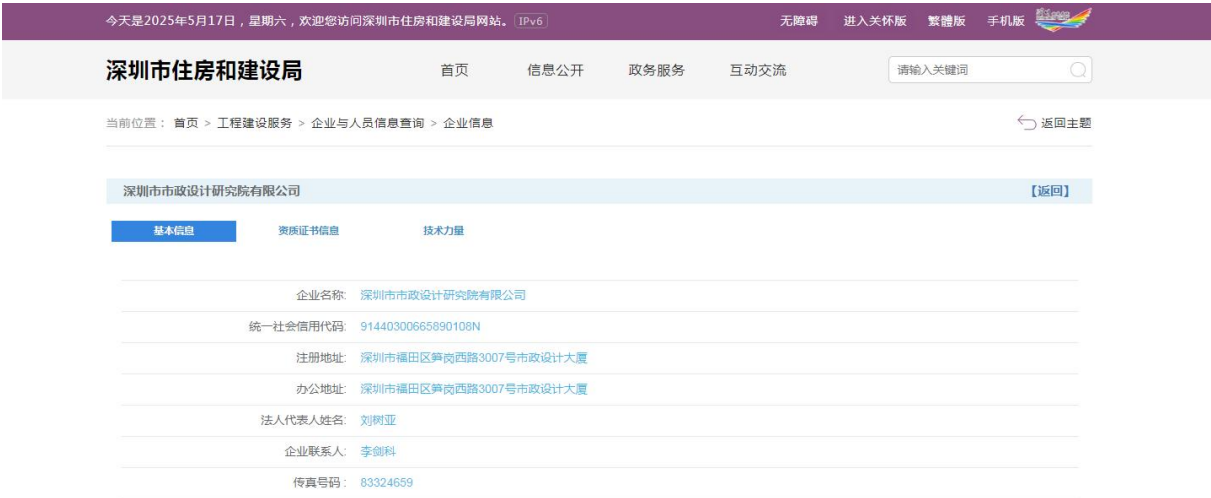 今天是2025年5月17日，星期六，欢迎您访问深圳市住房和建设局网站。 IPv6 无障碍 进入关怀版 繁體版 手机版
深圳市住房和建设局 首页 信息公开 政务服务 互动交流 请输入关键词
当前位置： 首页 > 工程建设服务 > 企业与人员信息查询 > 企业信息 返回主题
深圳市市政设计研究院有限公司 【返回】
基本信息 资质证书信息 技术力量
企业名称: 深圳市市政设计研究院有限公司
统一社会信用代码: 91440300665890108N
注册地址: 深圳市福田区笋岗西路3007号市政设计大厦
办公地址: 深圳市福田区笋岗西路3007号市政设计大厦
法人代表人姓名: 刘树亚
企业联系人: 李剑科
传真号码: 83324659